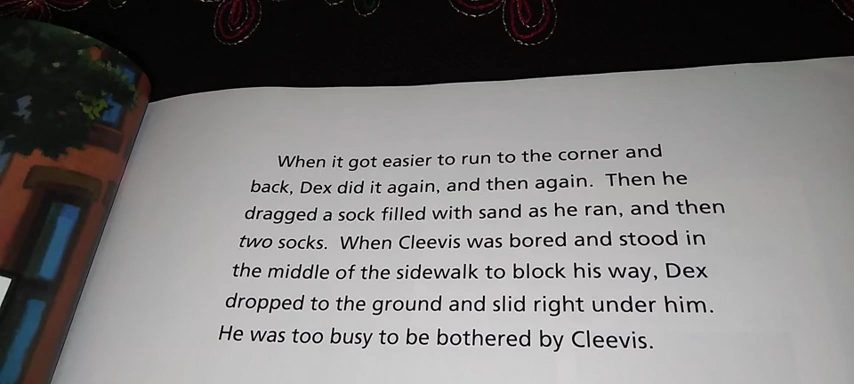 When it got easier to run to the corner and
back, Dex did it again, and then again. Then he
dragged a sock filled with sand as he ran, and then
two socks. When Cleevis was bored and stood in
the middle of the sidewalk to block his way, Dex
dropped to the ground and slid right under him.
He was too busy to be bothered by Cleevis.